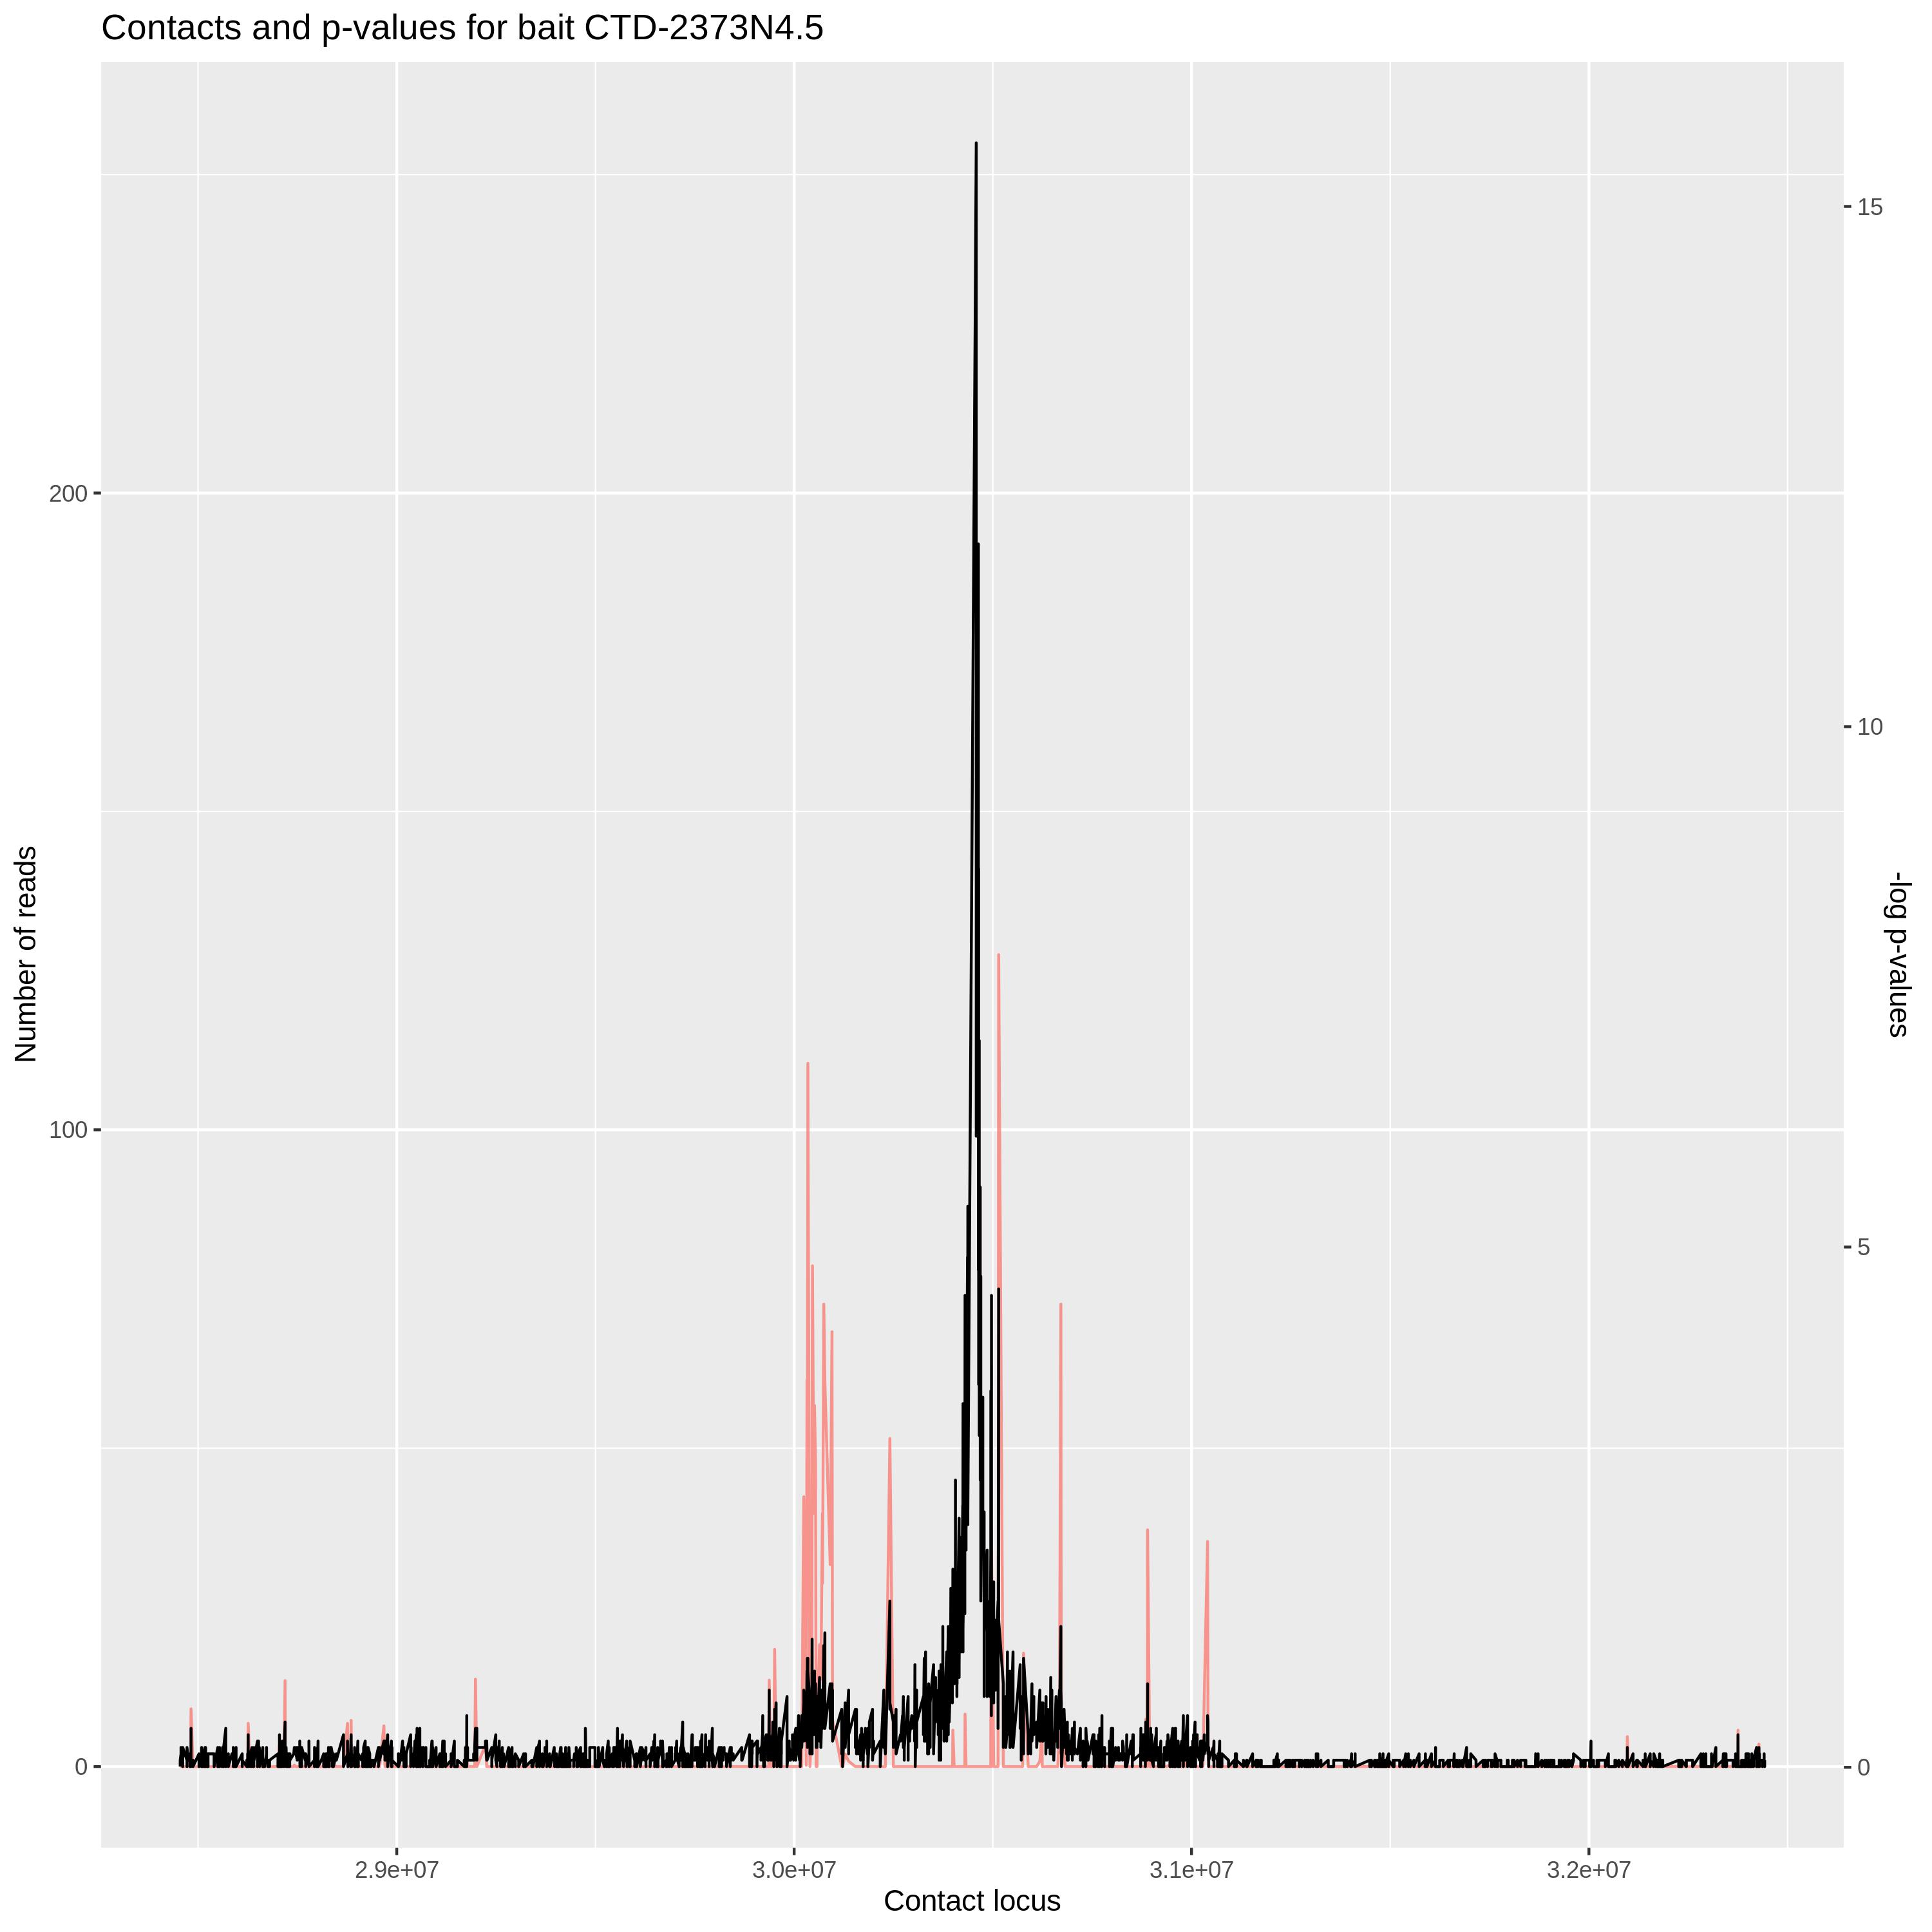 Contacts and p-values for bait CTD-2373N4.5
Number of reads
200
100
0
15
10
5
0
-log p-values
2.9e+07
3.0e+07
3.1e+07
3.2e+07
Contact locus